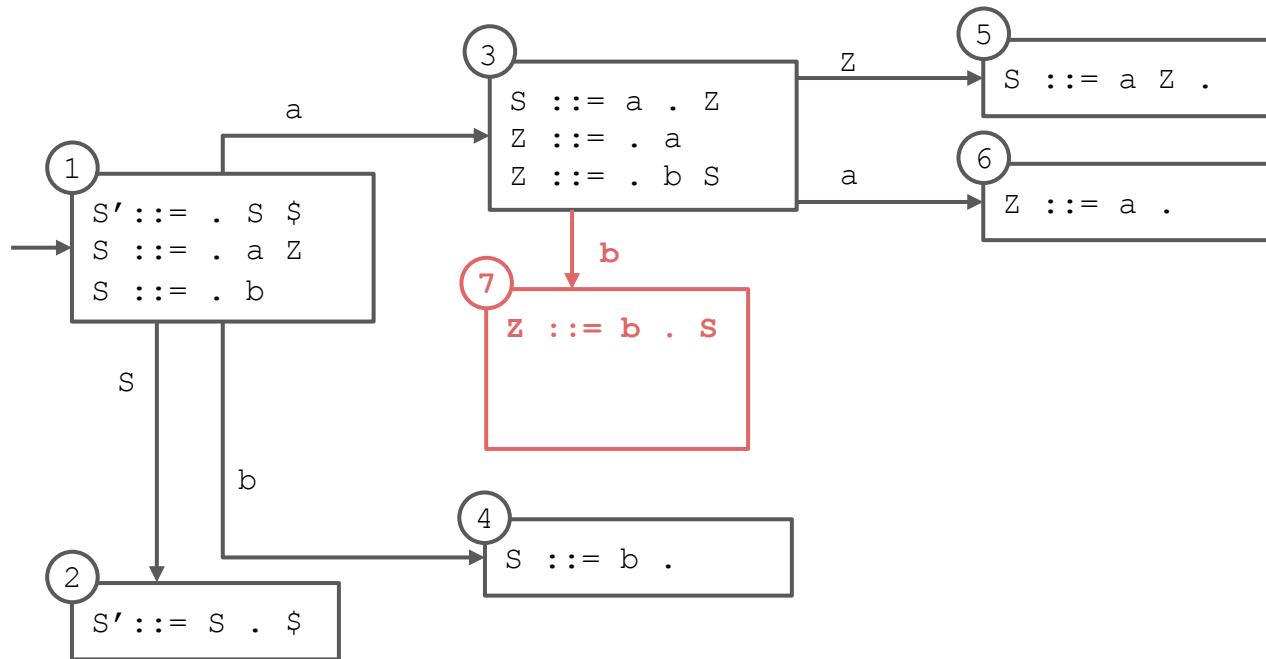 1
S'::= . S $
S ::= . a Z
S ::= . b
a
3
S ::= a . Z
Z ::= . a
Z ::= . b S
Z
5
S ::= a Z .
a
6
Z ::= a .
b
7
Z ::= b . S
S
b
4
S ::= b .
2
S'::= S . $